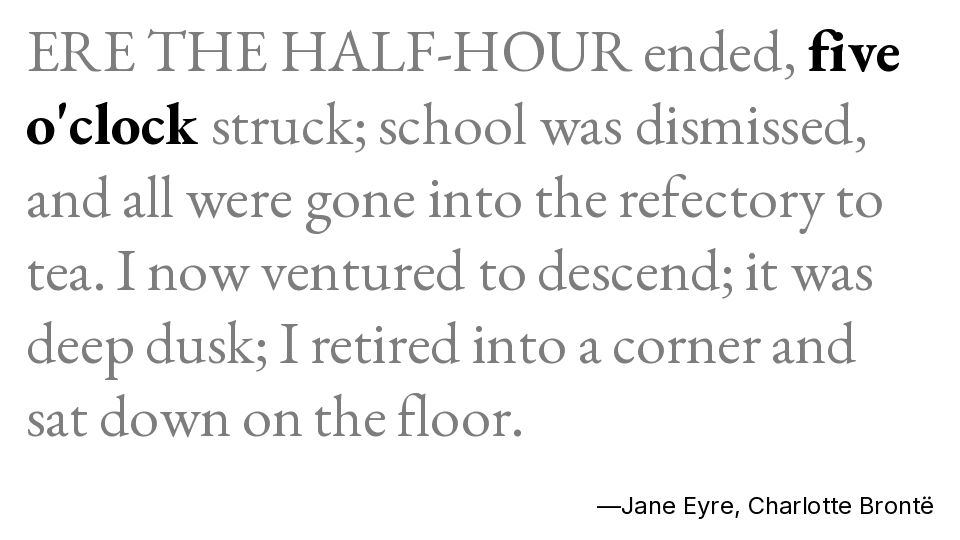 ERE THE HALF-HOUR ended, five
o'clock struck; school was dismissed,
and all were gone into the refectory to
tea. I now ventured to descend; it was
deep dusk; I retired into a corner and
sat down on the floor.
—Jane Eyre, Charlotte Brontë